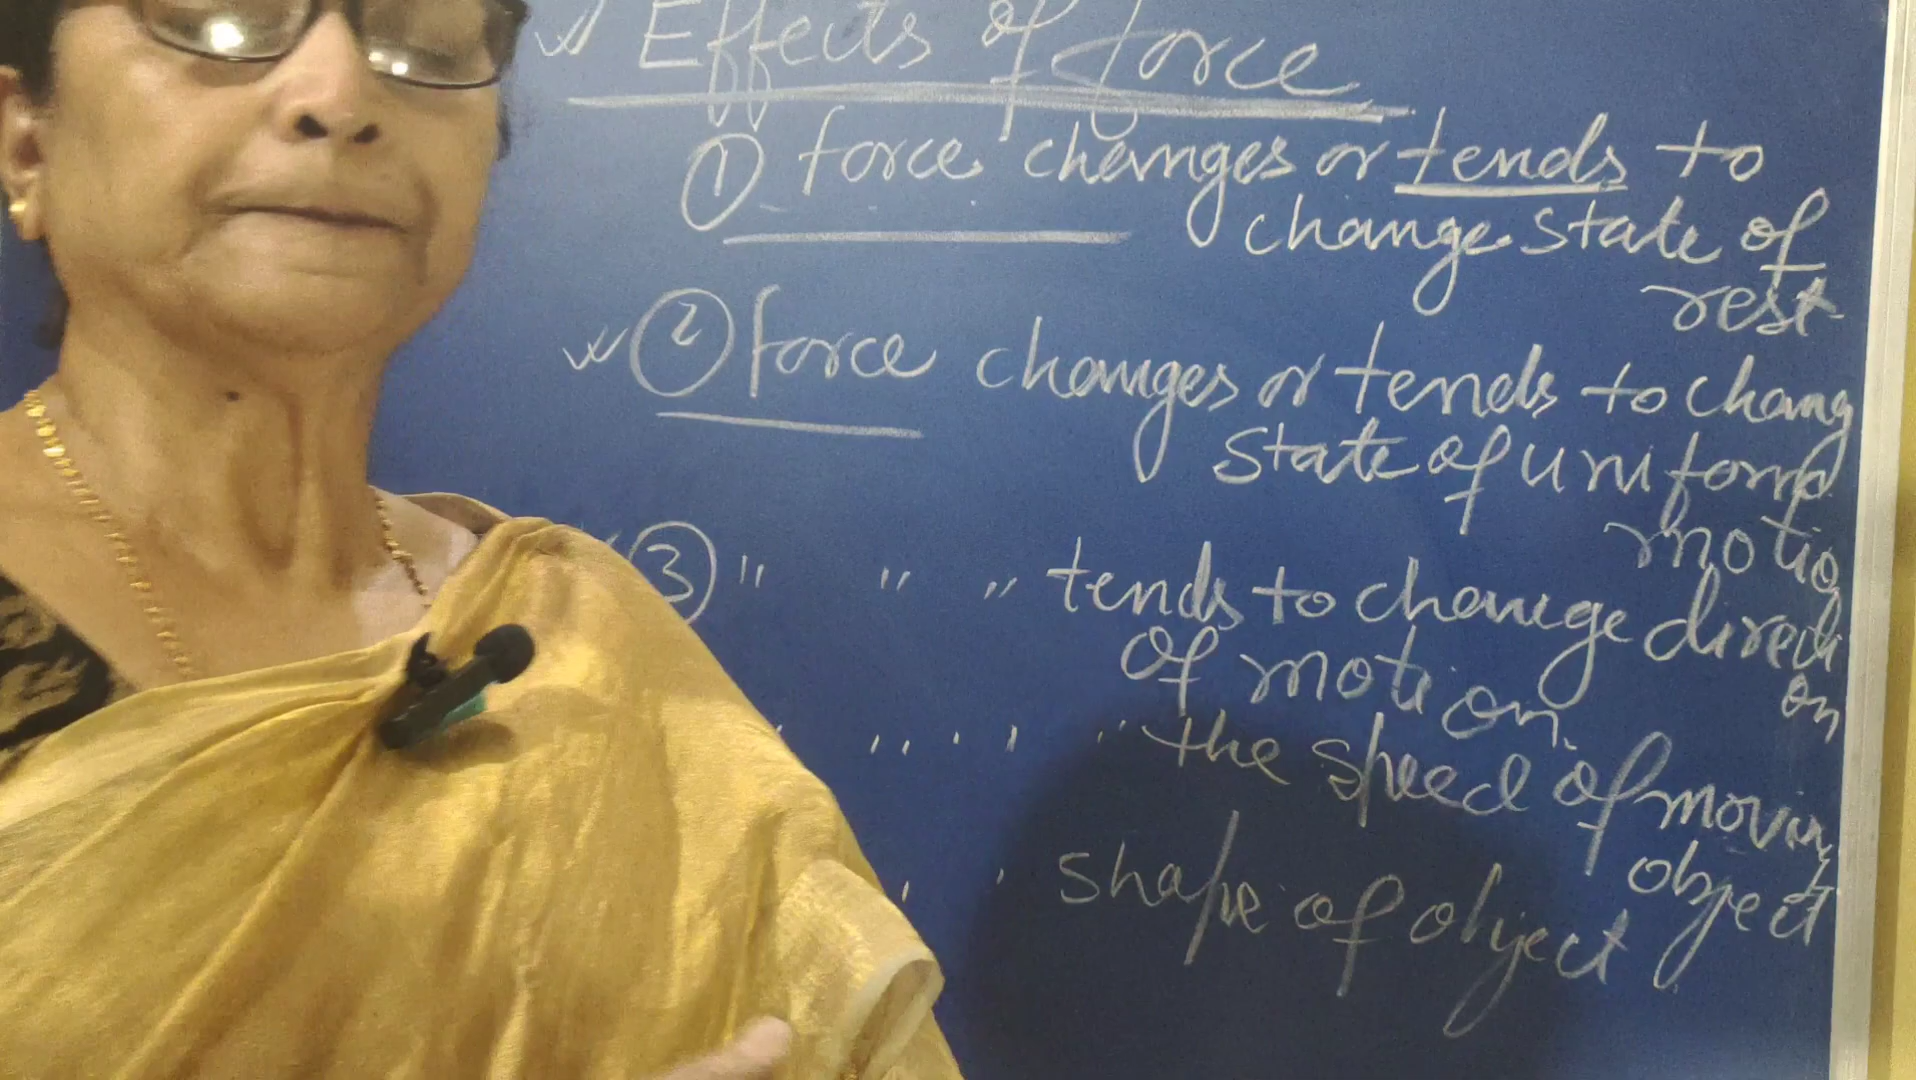 Effects of force
① force changes or tends to
change state of
rest
② force changes or tends to chang
state of uniform
motio
③ " " " tends to change direct
on
of motion.
" " " " the speed of movin
object
shape of object